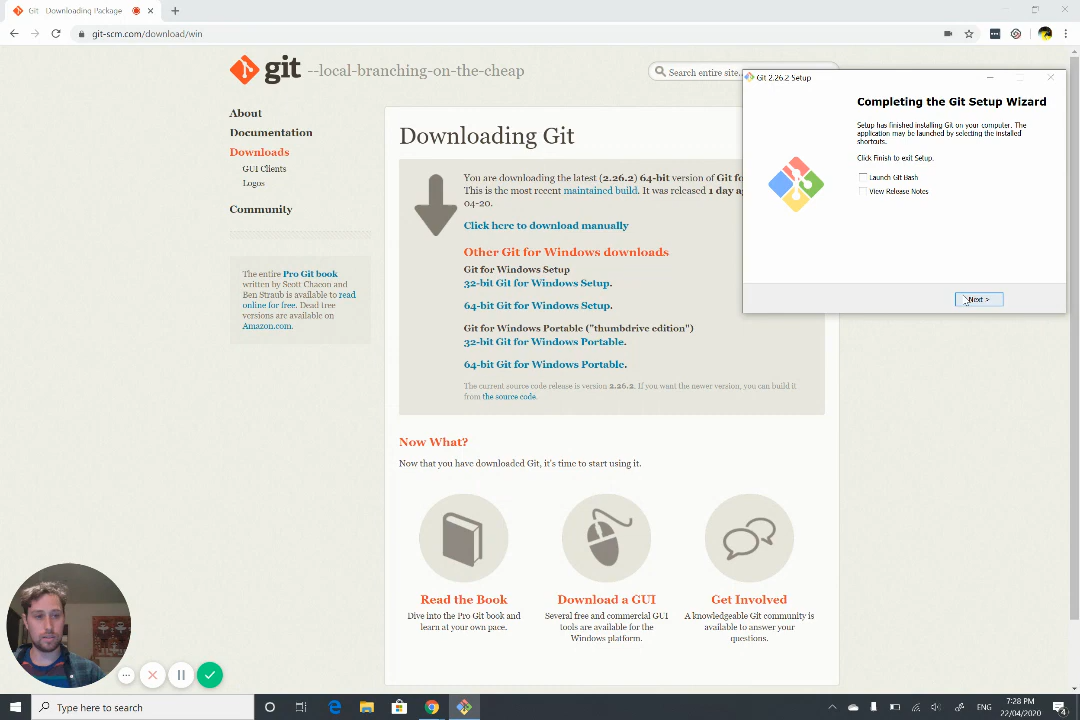 Git - Downloading Package
git-scm.com/download/win
git --local-branching-on-the-cheap
Search entire site...
About
Documentation
Downloads
GUI Clients
Logos
Community
The entire Pro Git book
written by Scott Chacon and
Ben Straub is available to read
online for free. Dead tree
versions are available on
Amazon.com.
Downloading Git
You are downloading the latest (2.26.2) 64-bit version of Git fo
This is the most recent maintained build. It was released 1 day ag
04-20.
Click here to download manually
Other Git for Windows downloads
Git for Windows Setup
32-bit Git for Windows Setup.
64-bit Git for Windows Setup.
Git for Windows Portable ("thumbdrive edition")
32-bit Git for Windows Portable.
64-bit Git for Windows Portable.
The current source code release is version 2.26.2. If you want the newer version, you can build it
from the source code.
Now What?
Now that you have downloaded Git, it's time to start using it.
Read the Book
Dive into the Pro Git book and
learn at your own pace.
Download a GUI
Several free and commercial GUI
tools are available for the
Windows platform.
Get Involved
A knowledgeable Git community is
available to answer your
questions.
Git 2.26.2 Setup
Completing the Git Setup Wizard
Setup has finished installing Git on your computer. The
application may be launched by selecting the installed
shortcuts.
Click Finish to exit Setup.
Launch Git Bash
View Release Notes
Next >
Type here to search
ENG
7:28 PM
22/04/2020
4